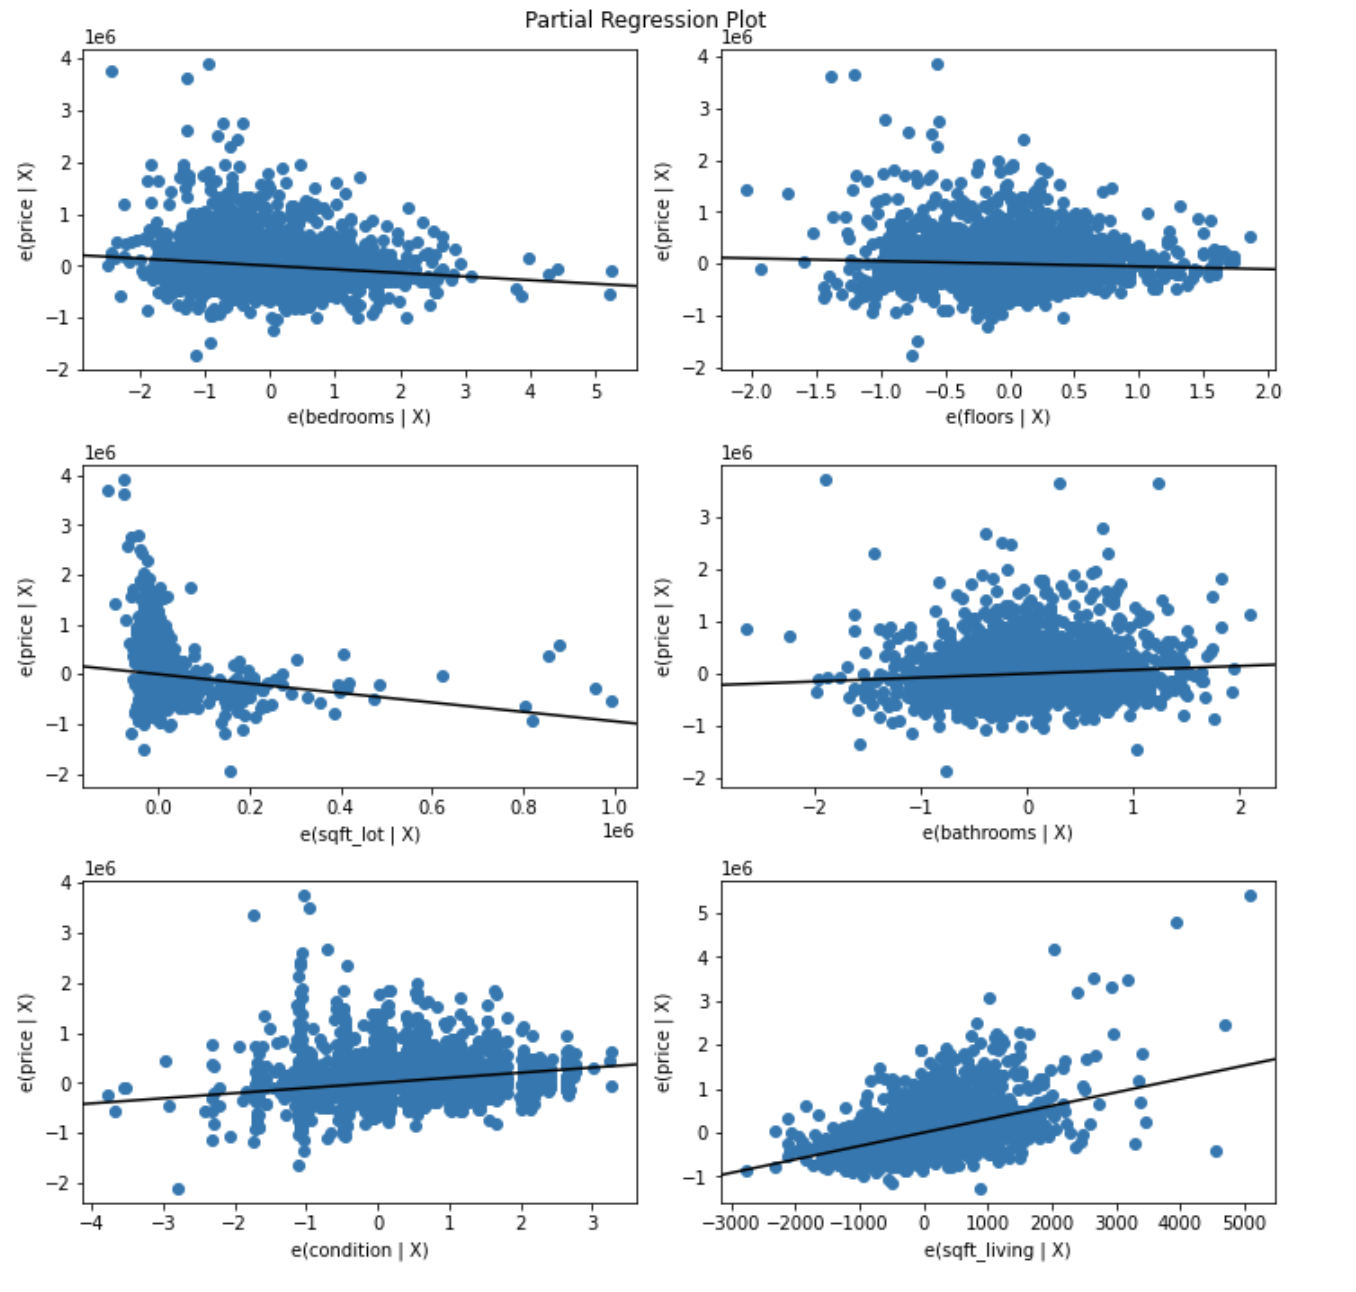 Partial Regression Plot
1e6
4
3
2
1
0
−1
−2
e(price | X)
−2 −1 0 1 2 3 4 5
e(bedrooms | X)
1e6
4
3
2
1
0
−1
−2
e(price | X)
−2.0 −1.5 −1.0 −0.5 0.0 0.5 1.0 1.5 2.0
e(floors | X)
1e6
4
3
2
1
0
−1
−2
e(price | X)
0.0 0.2 0.4 0.6 0.8 1.0
1e6
e(sqft_lot | X)
1e6
3
2
1
0
−1
−2
e(price | X)
−2 −1 0 1 2
e(bathrooms | X)
1e6
4
3
2
1
0
−1
−2
e(price | X)
−4 −3 −2 −1 0 1 2 3
e(condition | X)
1e6
5
4
3
2
1
0
−1
e(price | X)
−3000 −2000 −1000 0 1000 2000 3000 4000 5000
e(sqft_living | X)